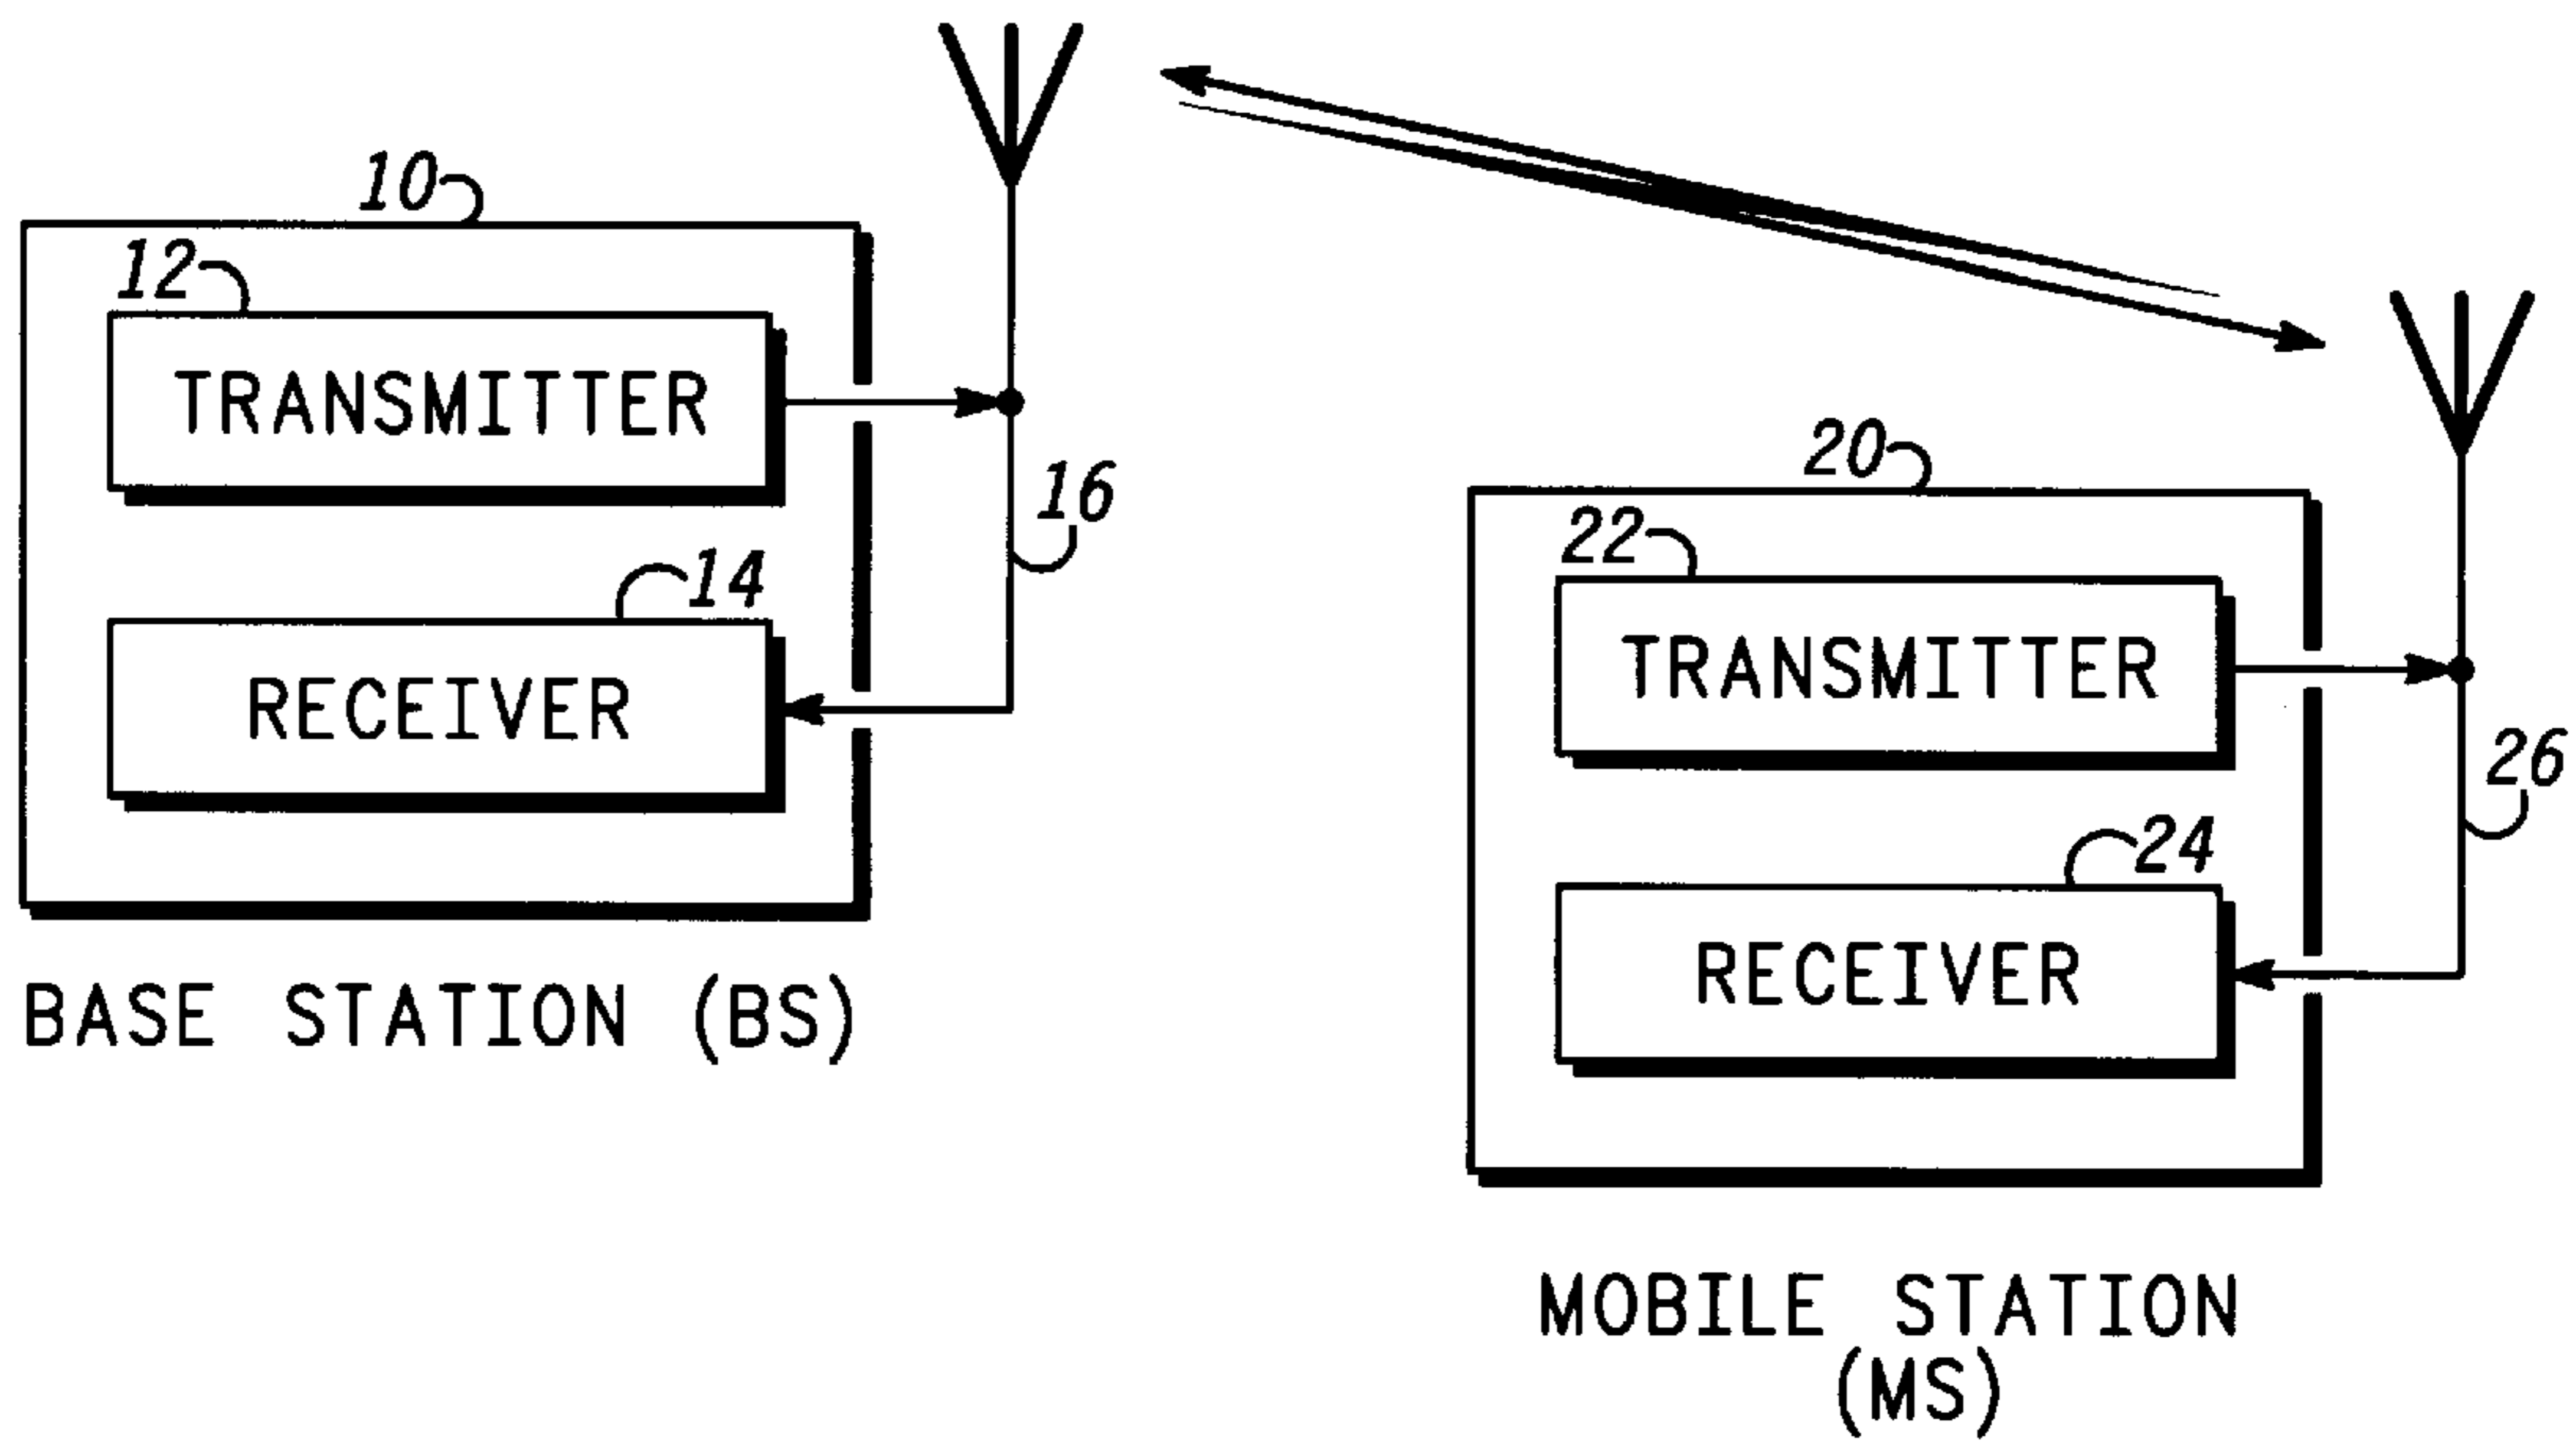 10
12
TRANSMITTER
16
14
RECEIVER
BASE STATION (BS)
20
22
TRANSMITTER
26
24
RECEIVER
MOBILE STATION
(MS)